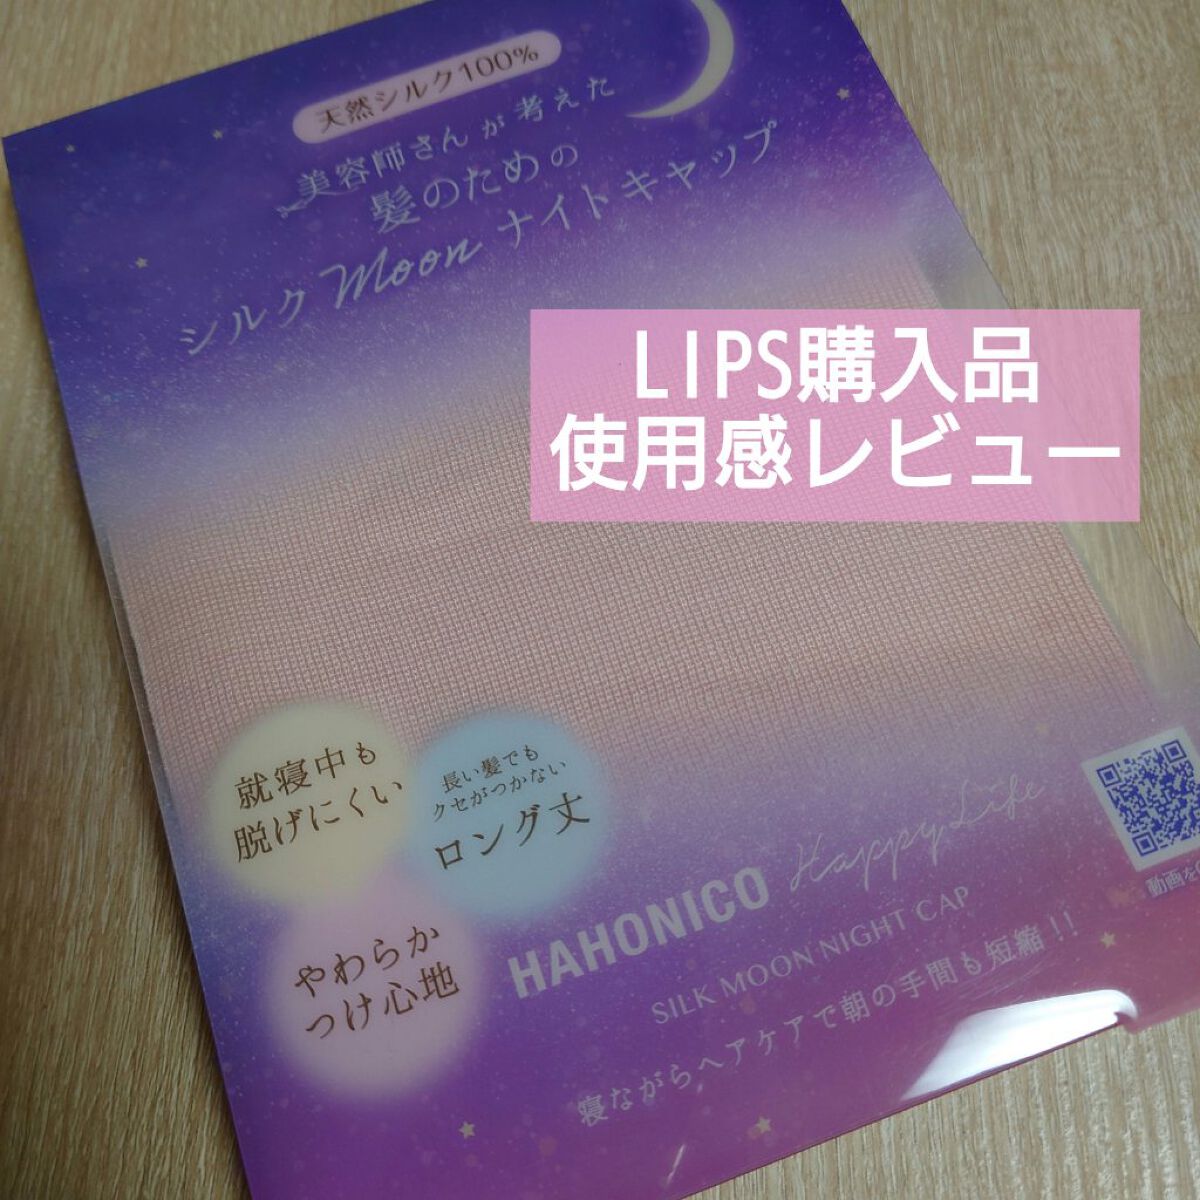 天然シルク100%
美容師さんが考えた
髪のための
シルクMoonナイトキャップ
LIPS購入品
使用感レビュー
就寝中も
脱げにくい
長い髪でも
クセがつかない
ロング丈
やわらか
つけ心地
HAHONICO Happy Life
SILK MOON NIGHT CAP
寝ながらヘアケアで朝の手間も短縮!!
動画を